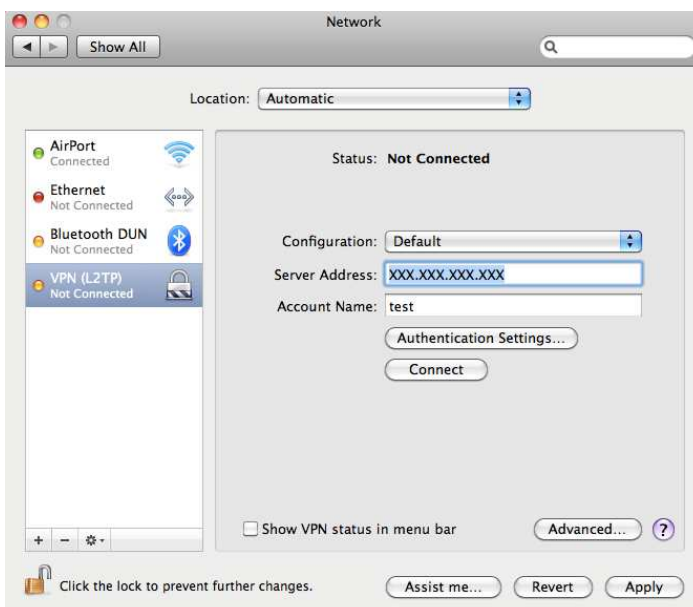 Network
Show All
Location: Automatic
AirPort
Connected
Ethernet
Not Connected
Bluetooth DUN
Not Connected
VPN (L2TP)
Not Connected
+ −
Status: Not Connected
Configuration: Default
Server Address: XXX.XXX.XXX.XXX
Account Name: test
Authentication Settings...
Connect
Show VPN status in menu bar
Advanced... ?
Click the lock to prevent further changes.
Assist me... Revert Apply